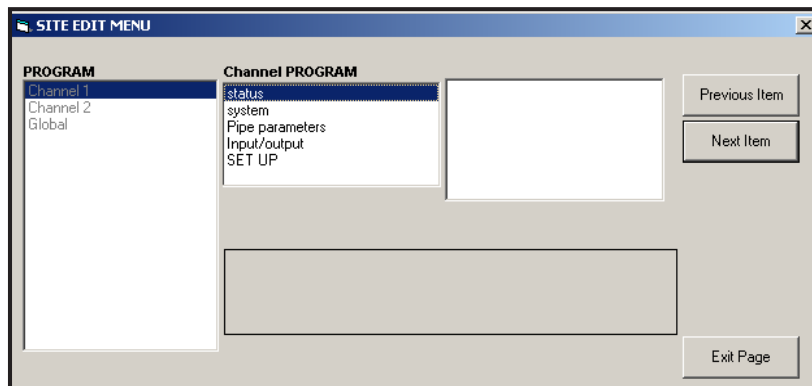 SITE EDIT MENU
PROGRAM
Channel 1
Channel 2
Global
Channel PROGRAM
status
system
Pipe parameters
Input/output
SET UP
Previous Item
Next Item
Exit Page